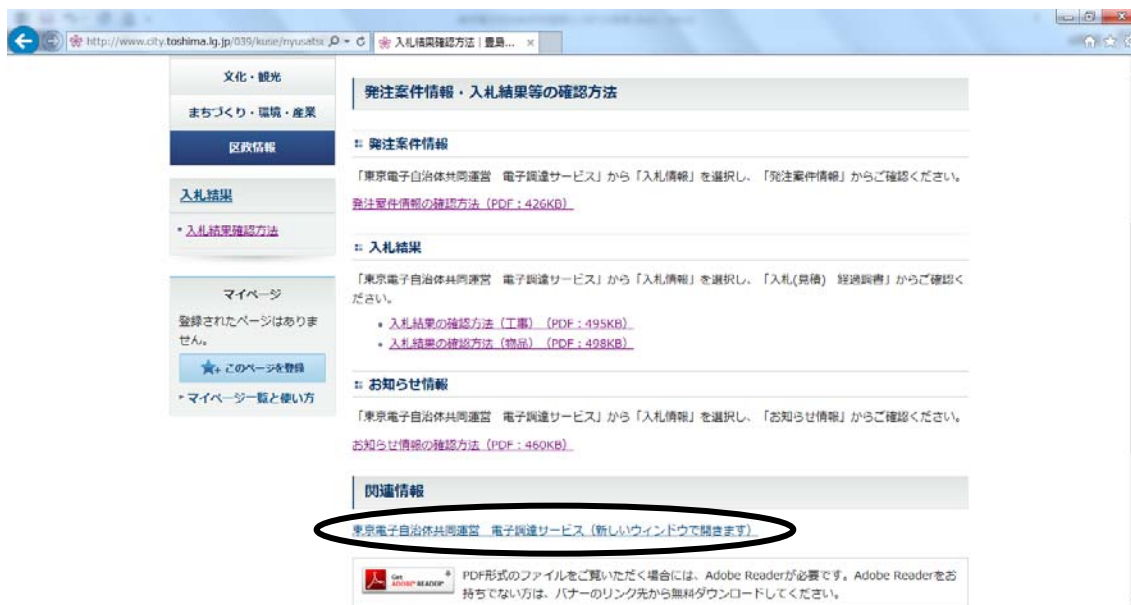 http://www.city.toshima.lg.jp/039/kuse/nyusatsu
入札結果確認方法 | 豊島...
文化・観光
まちづくり・環境・産業
区政情報
入札結果
入札結果確認方法
マイページ
登録されたページはありま
せん。
このページを登録
マイページ一覧と使い方
発注案件情報・入札結果等の確認方法
発注案件情報
「東京電子自治体共同運営 電子調達サービス」から「入札情報」を選択し、「発注案件情報」からご確認ください。
発注案件情報の確認方法(PDF:426KB)
入札結果
「東京電子自治体共同運営 電子調達サービス」から「入札情報」を選択し、「入札(見積) 経過調書」からご確認く
ださい。
入札結果の確認方法(工事)(PDF:495KB)
入札結果の確認方法(物品)(PDF:498KB)
お知らせ情報
「東京電子自治体共同運営 電子調達サービス」から「入札情報」を選択し、「お知らせ情報」からご確認ください。
お知らせ情報の確認方法(PDF:460KB)
関連情報
東京電子自治体共同運営 電子調達サービス(新しいウィンドウで開きます)
Get
ADOBE READER
PDF形式のファイルをご覧いただく場合には、Adobe Readerが必要です。Adobe Readerをお
持ちでない方は、バナーのリンク先から無料ダウンロードしてください。